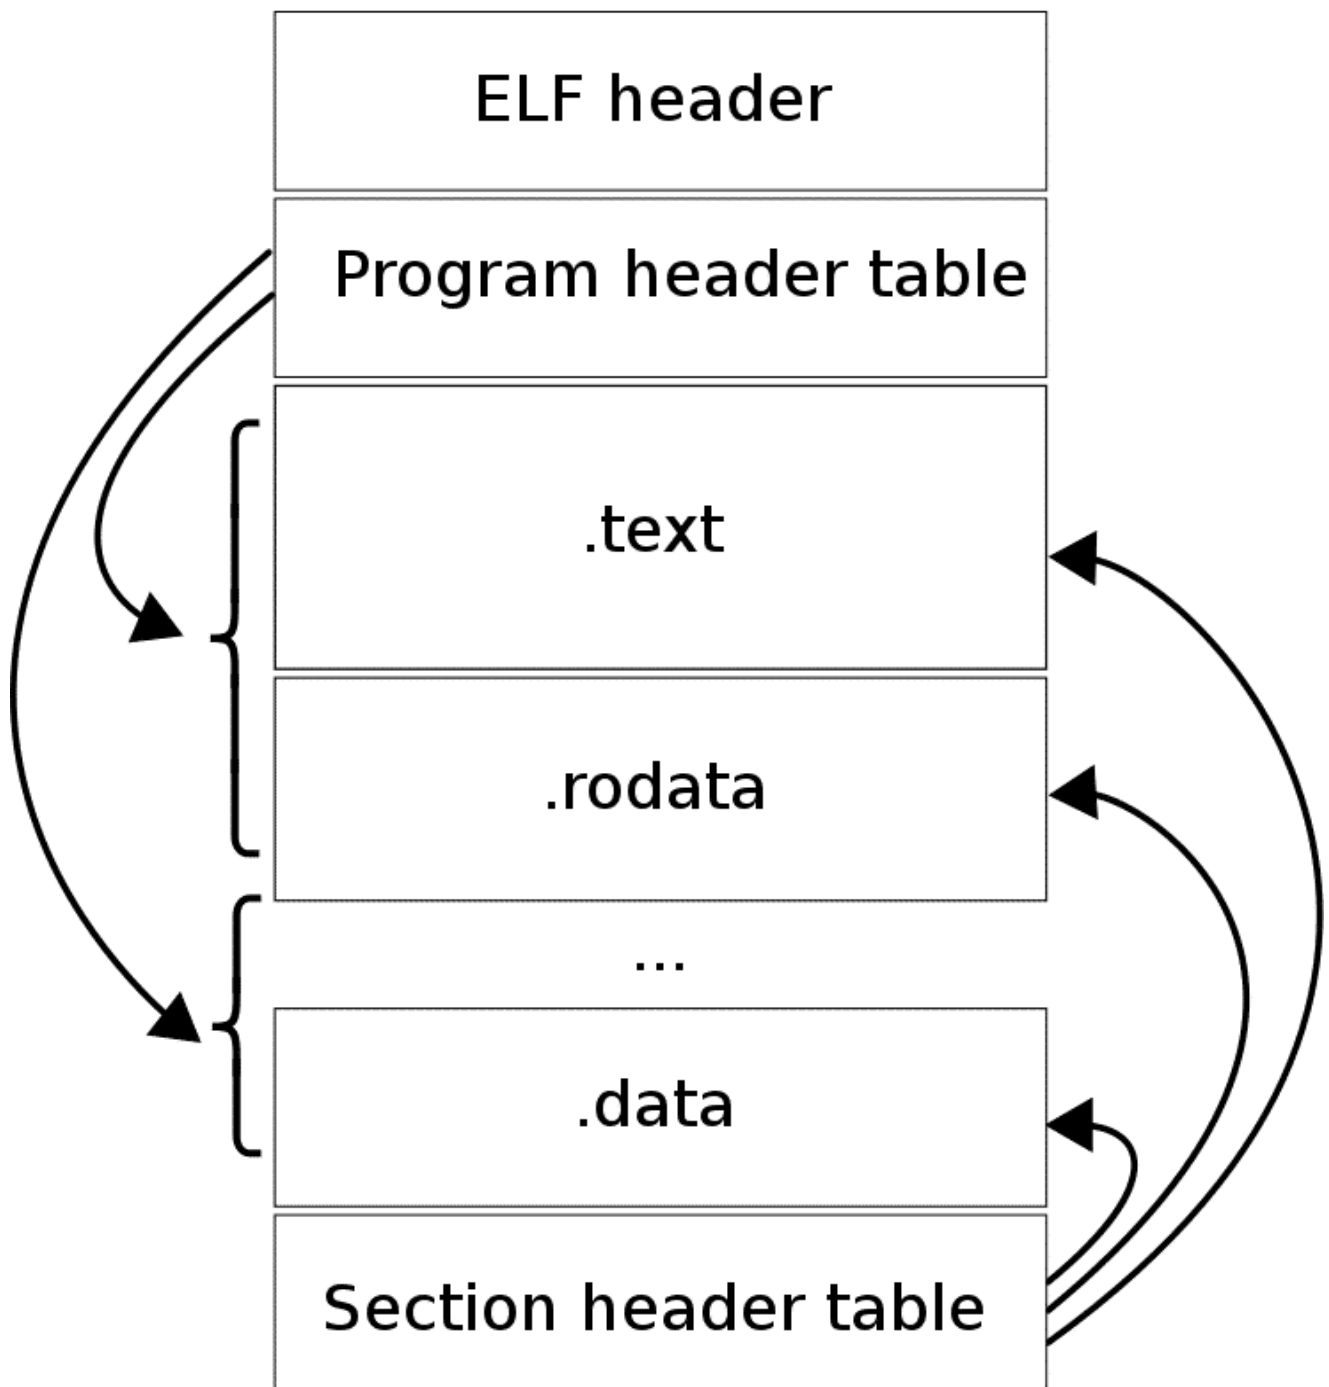 ELF header
Program header table
.text
.rodata
...
.data
Section header table